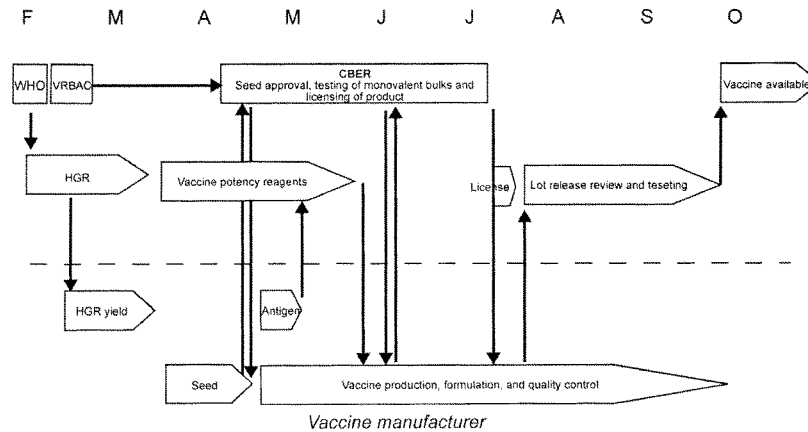 F M A M J J A S O
WHO VRBAC
CBER
Seed approval, testing of monovalent bulks and
licensing of product
Vaccine available
HGR
Vaccine potency reagents
License
Lot release review and teseting
HGR yield
Antigen
Seed
Vaccine production, formulation, and quality control
Vaccine manufacturer